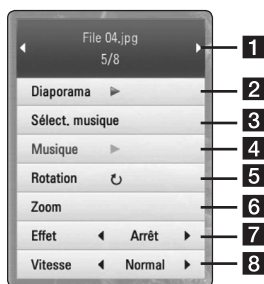 File 04.jpg
5/8
1
Diaporama
2
Sélect. musique
3
Musique
4
Rotation
5
Zoom
6
Effet Arrêt
7
Vitesse Normal
8